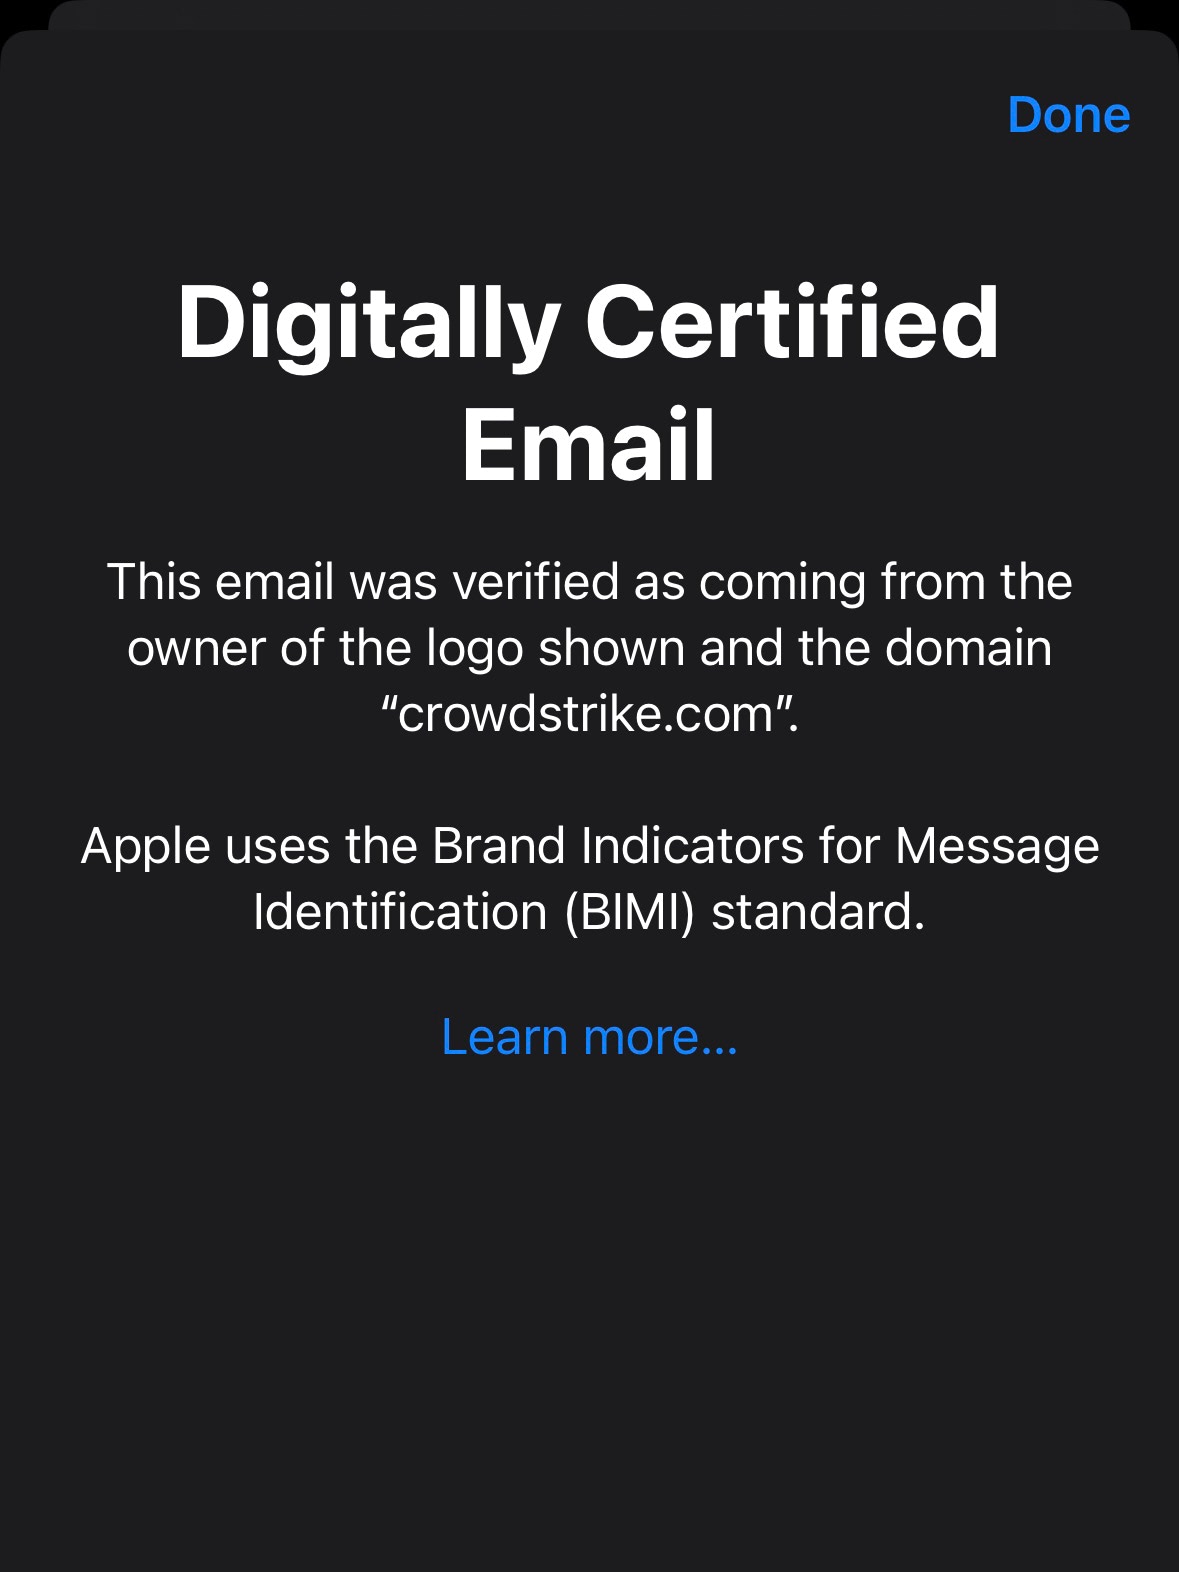 Done
Digitally Certified
Email
This email was verified as coming from the
owner of the logo shown and the domain
“crowdstrike.com”.
Apple uses the Brand Indicators for Message
Identification (BIMI) standard.
Learn more...